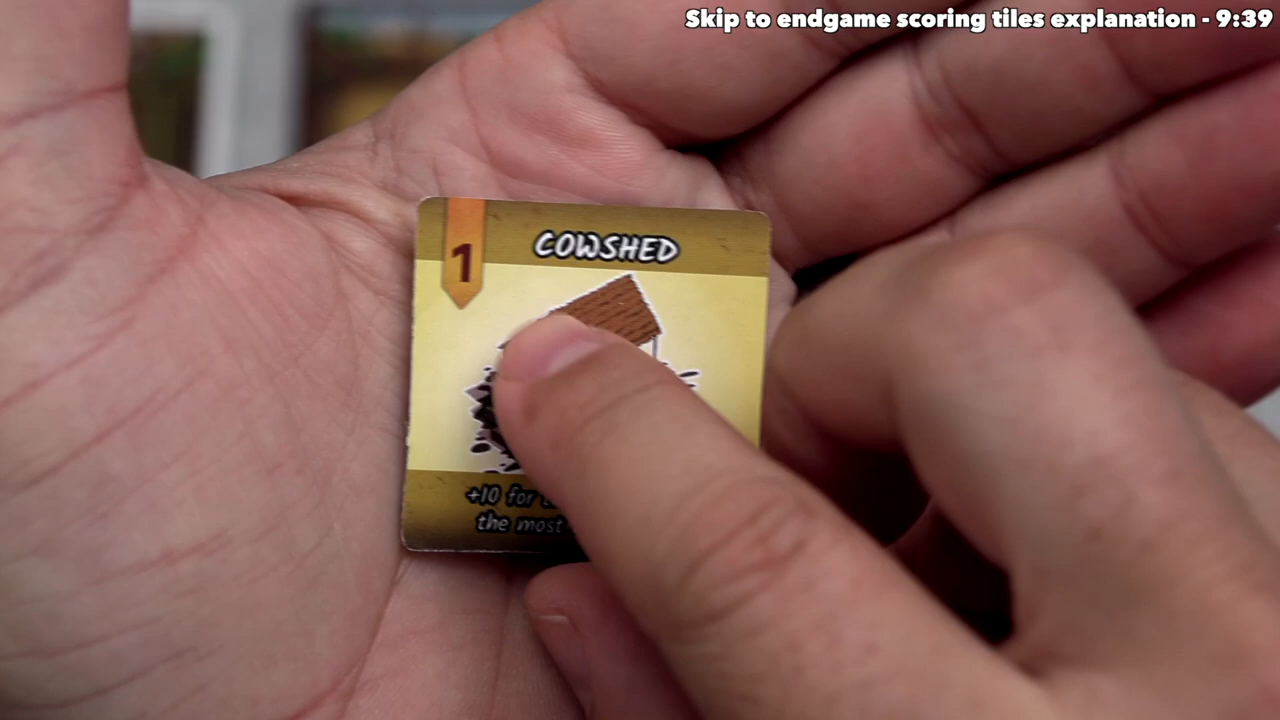 Skip to endgame scoring tiles explanation - 9:39
1
COWSHED
+10 for
the most